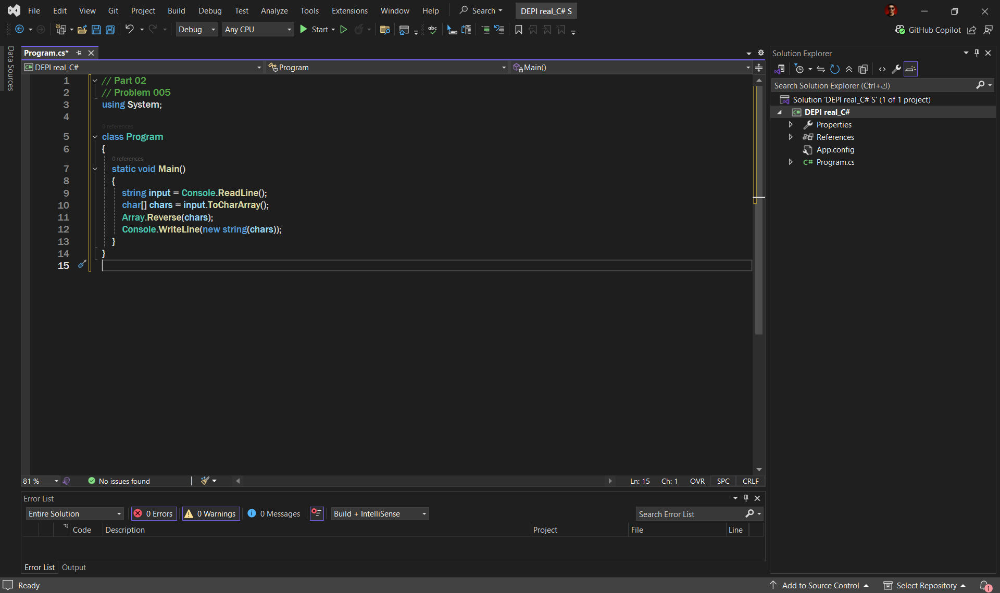 File Edit View Git Project Build Debug Test Analyze Tools Extensions Window Help Search DEPI real_C# S
Debug Any CPU Start abc GitHub Copilot
Data Sources
Program.cs*
DEPI real_C# Program Main()
1 // Part 02
2 // Problem 005
3 using System;
4
0 references
5 class Program
6 {
0 references
7 static void Main()
8 {
9 string input = Console.ReadLine();
10 char[] chars = input.ToCharArray();
11 Array.Reverse(chars);
12 Console.WriteLine(new string(chars));
13 }
14 }
15
81 % No issues found Ln: 15 Ch: 1 OVR SPC CRLF
Error List
Entire Solution 0 Errors 0 Warnings 0 Messages Build + IntelliSense Search Error List
Code Description Project File Line
Error List Output
Solution Explorer
Search Solution Explorer (Ctrl+ك)
Solution 'DEPI real_C# S' (1 of 1 project)
C# DEPI real_C#
Properties
References
App.config
C# Program.cs
Ready Add to Source Control Select Repository 1